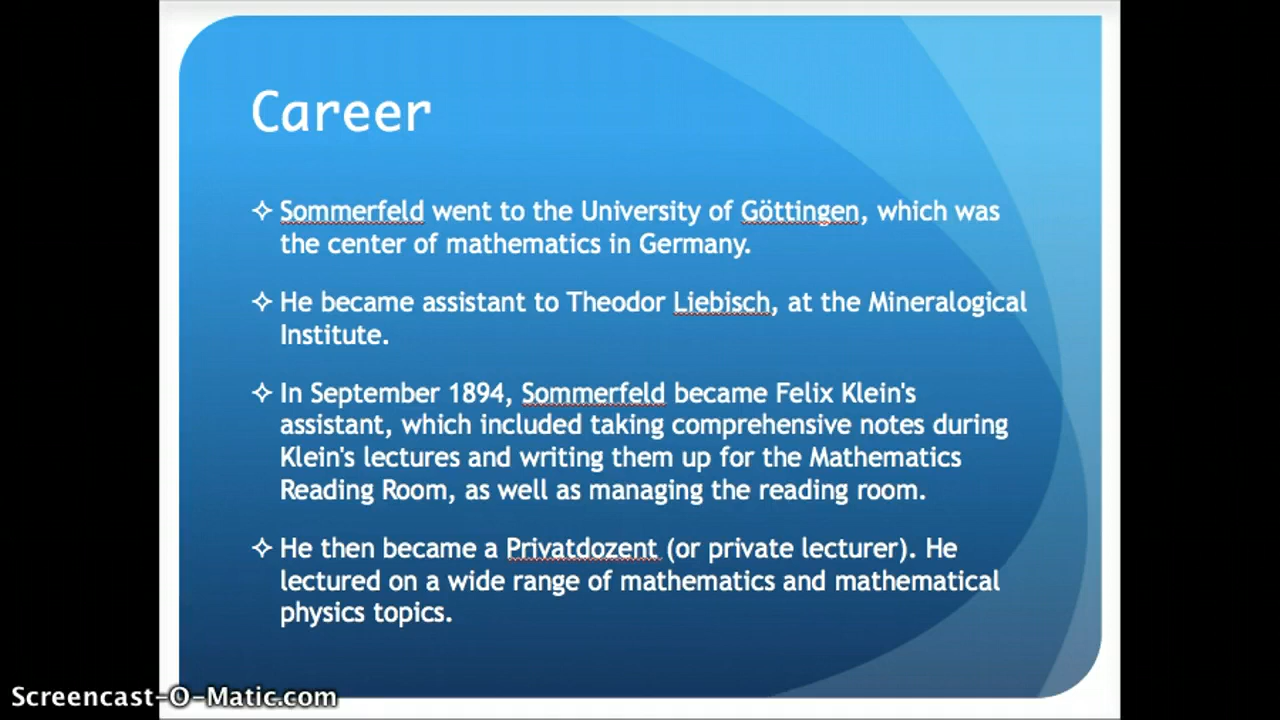 Career
Sommerfeld went to the University of Göttingen, which was
the center of mathematics in Germany.
He became assistant to Theodor Liebisch, at the Mineralogical
Institute.
In September 1894, Sommerfeld became Felix Klein's
assistant, which included taking comprehensive notes during
Klein's lectures and writing them up for the Mathematics
Reading Room, as well as managing the reading room.
He then became a Privatdozent (or private lecturer). He
lectured on a wide range of mathematics and mathematical
physics topics.
Screencast-O-Matic.com